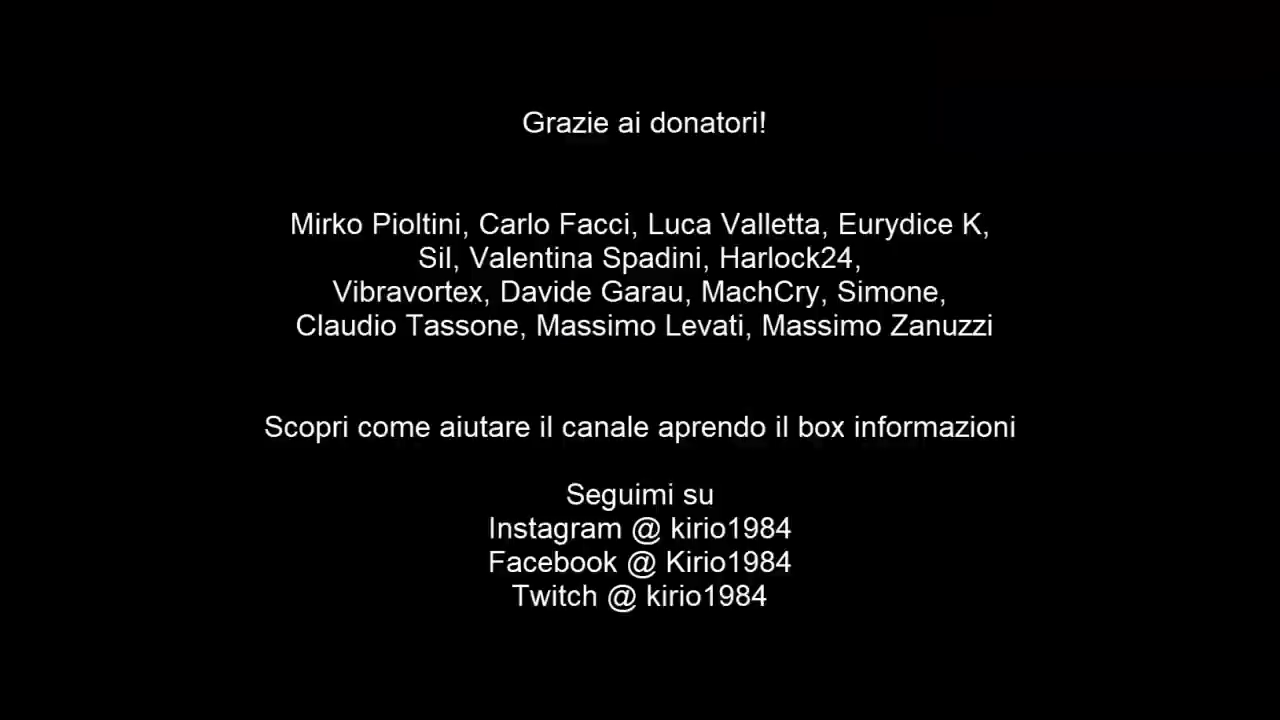 Grazie ai donatori!
Mirko Pioltini, Carlo Facci, Luca Valletta, Eurydice K,
Sil, Valentina Spadini, Harlock24,
Vibravortex, Davide Garau, MachCry, Simone,
Claudio Tassone, Massimo Levati, Massimo Zanuzzi
Scopri come aiutare il canale aprendo il box informazioni
Seguimi su
Instagram @ kirio1984
Facebook @ Kirio1984
Twitch @ kirio1984